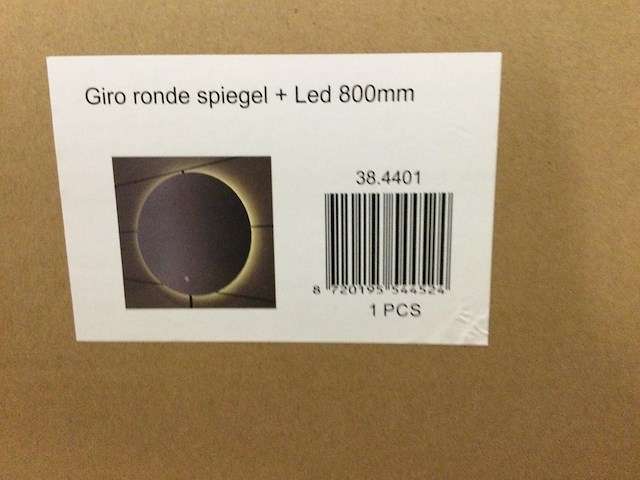 Giro ronde spiegel + Led 800mm
38.4401
8 720195 544524
1 PCS